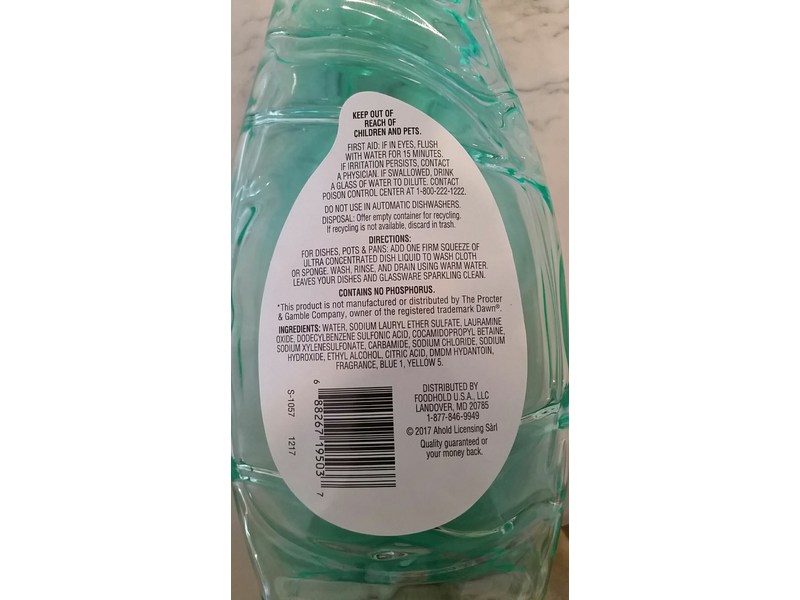 KEEP OUT OF
REACH OF
CHILDREN AND PETS.
FIRST AID: IF IN EYES, FLUSH
WITH WATER FOR 15 MINUTES.
IF IRRITATION PERSISTS, CONTACT
A PHYSICIAN. IF SWALLOWED, DRINK
A GLASS OF WATER TO DILUTE. CONTACT
POISON CONTROL CENTER AT 1-800-222-1222.
DO NOT USE IN AUTOMATIC DISHWASHERS.
DISPOSAL: Offer empty container for recycling.
If recycling is not available, discard in trash.
DIRECTIONS:
FOR DISHES, POTS & PANS: ADD ONE FIRM SQUEEZE OF
ULTRA CONCENTRATED DISH LIQUID TO WASH CLOTH
OR SPONGE. WASH, RINSE, AND DRAIN USING WARM WATER.
LEAVES YOUR DISHES AND GLASSWARE SPARKLING CLEAN.
CONTAINS NO PHOSPHORUS.
*This product is not manufactured or distributed by The Procter
& Gamble Company, owner of the registered trademark Dawn®.
INGREDIENTS: WATER, SODIUM LAURYL ETHER SULFATE, LAURAMINE
OXIDE, DODECYLBENZENE SULFONIC ACID, COCAMIDOPROPYL BETAINE,
SODIUM XYLENESULFONATE, CARBAMIDE, SODIUM CHLORIDE, SODIUM
HYDROXIDE, ETHYL ALCOHOL, CITRIC ACID, DMDM HYDANTOIN,
FRAGRANCE, BLUE 1, YELLOW 5.
S-1057 1217
6 88267 19503 7
DISTRIBUTED BY
FOODHOLD U.S.A., LLC
LANDOVER, MD 20785
1-877-846-9949
© 2017 Ahold Licensing Sàrl
Quality guaranteed or
your money back.